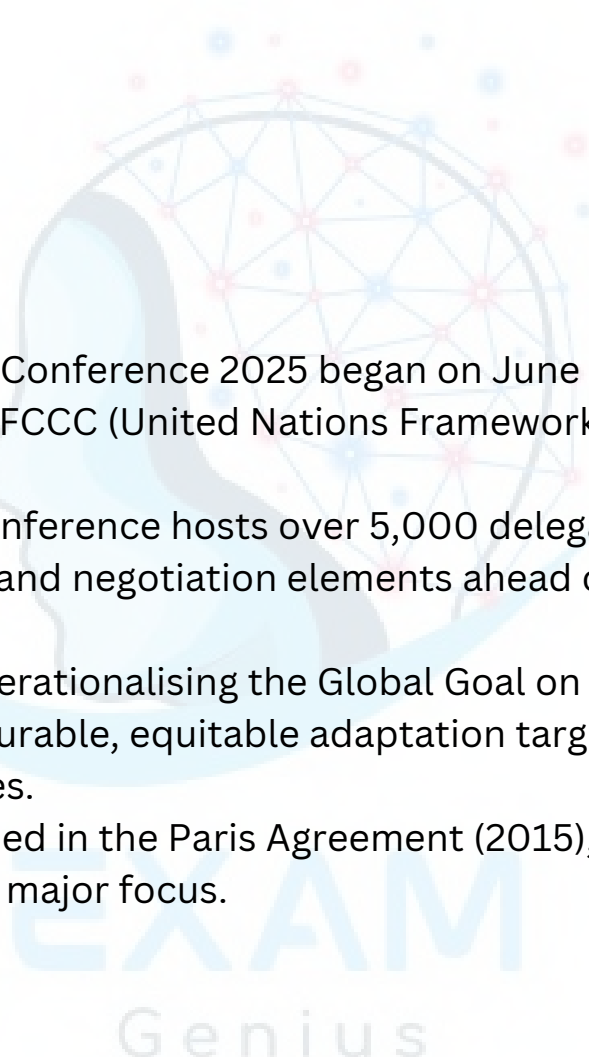 Conference 2025 began on June
FCCC (United Nations Framework
nference hosts over 5,000 delega
and negotiation elements ahead
erationalising the Global Goal on
urable, equitable adaptation targ
es.
ed in the Paris Agreement (2015),
major focus.
EXAM
Genius